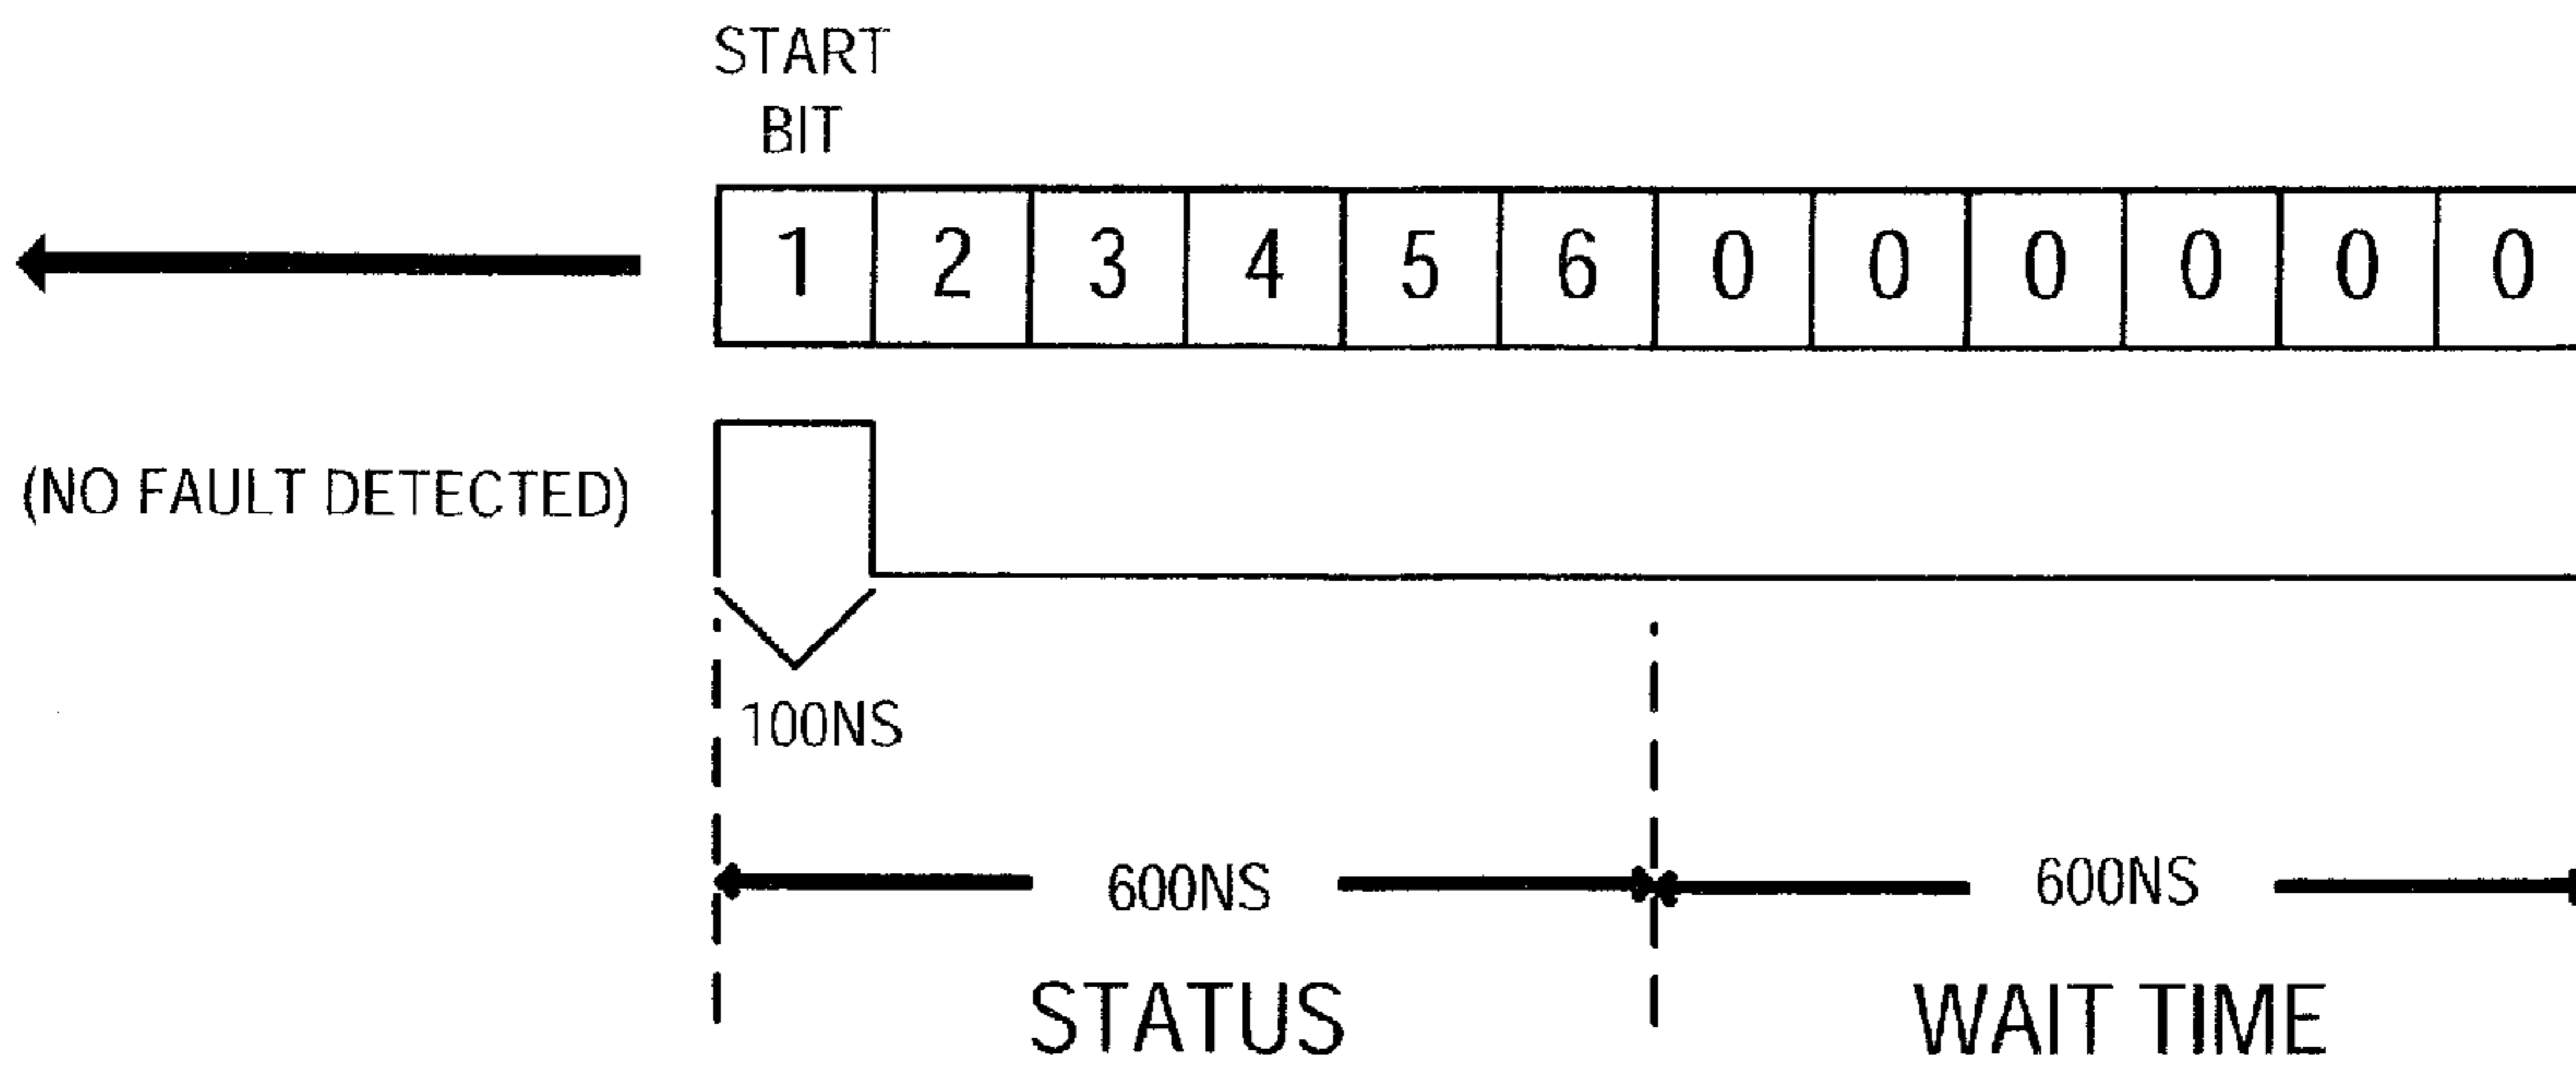 START
BIT
1 2 3 4 5 6 0 0 0 0 0 0
(NO FAULT DETECTED)
100NS
600NS 600NS
STATUS WAIT TIME